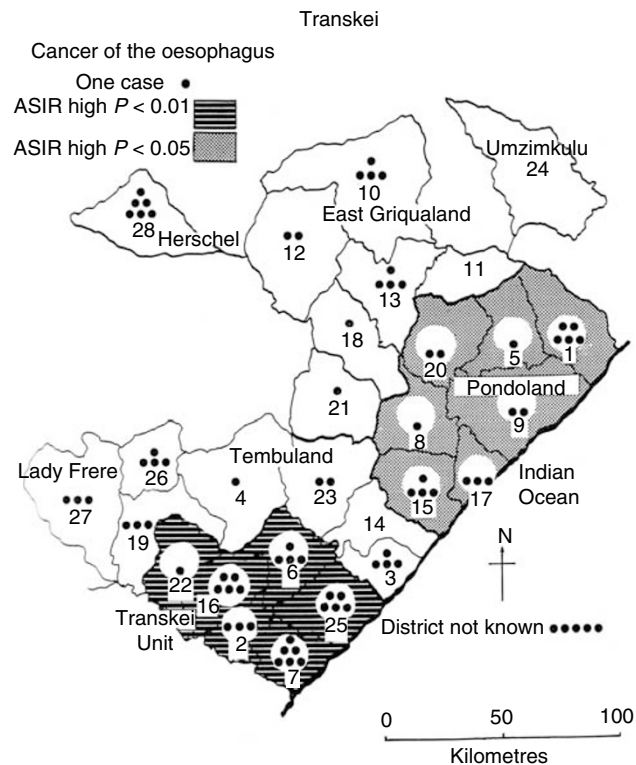 Transkei
Cancer of the oesophagus
One case
ASIR high P < 0.01
ASIR high P < 0.05
Umzimkulu
24
10
East Griqualand
28
Herschel
12
11
13
18
20
5
1
Pondoland
21
9
8
Lady Frere
26
Tembuland
27
4
23
15
17
Indian
Ocean
19
14
22
6
3
N
16
25
Transkei
Unit
2
District not known
7
0 50 100
Kilometres